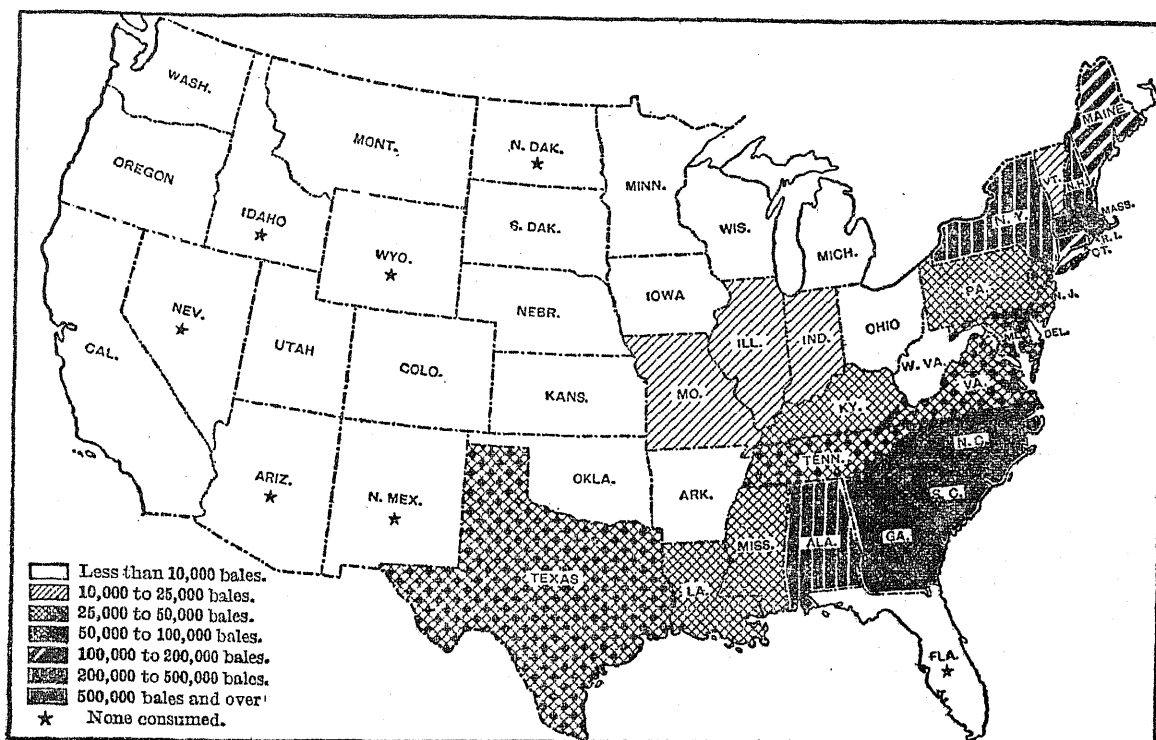 WASH.
MONT.
N. DAK.
MINN.
MAINE
OREGON
IDAHO
S. DAK.
WIS.
MICH.
VT.
N.H.
MASS.
N. Y.
R. I.
CT.
WYO.
NEBR.
IOWA
PA.
N. J.
NEV.
UTAH
COLO.
ILL.
IND.
OHIO
MD.
DEL.
CAL.
KANS.
MO.
W. VA.
VA.
KY.
ARIZ.
N. MEX.
OKLA.
ARK.
TENN.
N. C.
S. C.
TEXAS
LA.
MISS.
ALA.
GA.
FLA.
Less than 10,000 bales.
10,000 to 25,000 bales.
25,000 to 50,000 bales.
50,000 to 100,000 bales.
100,000 to 200,000 bales.
200,000 to 500,000 bales.
500,000 bales and over
None consumed.